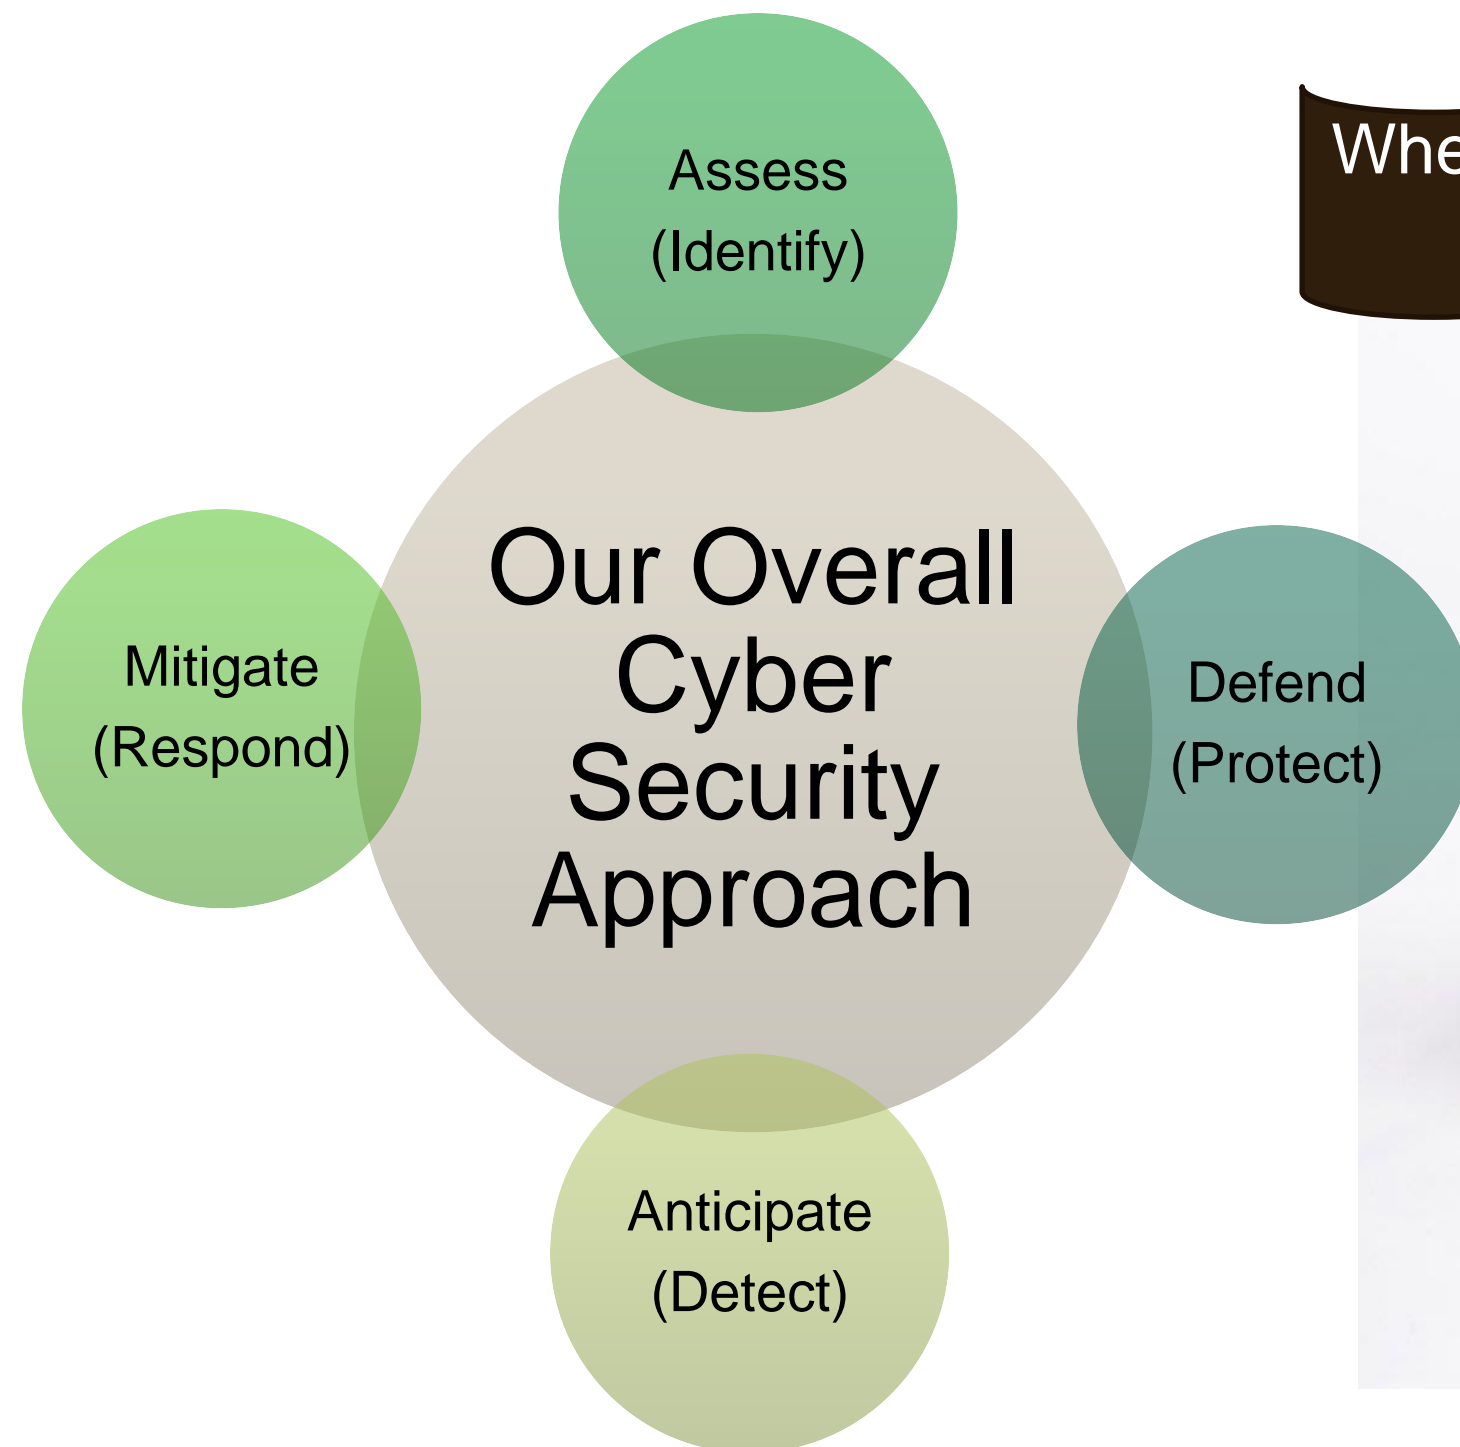 Assess
(Identify)
Our Overall
Cyber
Security
Approach
Mitigate
(Respond)
Defend
(Protect)
Anticipate
(Detect)